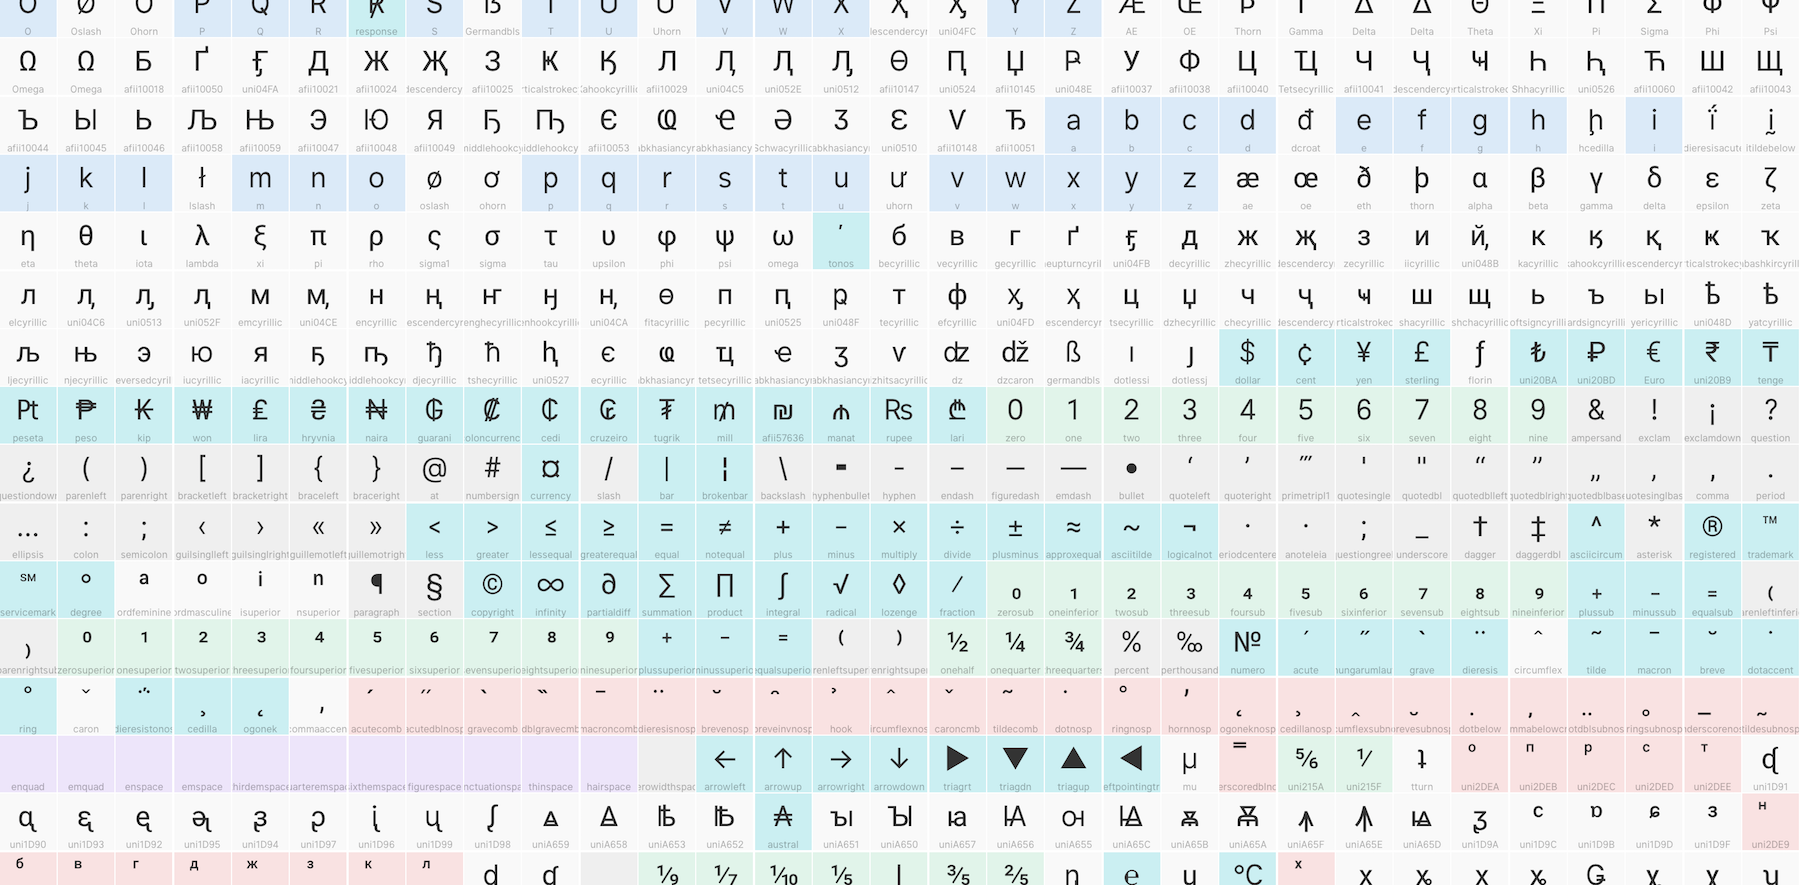 O Ø Ơ P Q R ℟ S ẞ T U Ư V W X Ҳ Ӽ Y Z Æ Œ Þ Γ Δ ∆ Θ Ξ Π Σ Φ Ψ
O Oslash Ohorn P Q R response S Germandbls T U Uhorn V W X lescendercy uni04FC Y Z AE OE Thorn Gamma Delta Delta Theta Xi Pi Sigma Phi Psi
Ω Ω Б Ґ Ӻ Д Ж Җ З Ҝ Ӄ Л Ӆ Ԯ Ԓ Ѳ Ԥ Џ Ҏ У Ф Ц Ҵ Ч Ҷ Ҹ Һ Ԧ Ћ Ш Щ
Omega Omega afii10018 afii10050 uni04FA afii10021 afii10024 descendercy afii10025 rticalstrokec ahookcyrillic afii10029 uni04C5 uni052E uni0512 afii10147 uni0524 afii10145 uni048E afii10037 afii10038 afii10040 Tetsecyrillic afii10041 descendercy rticalstrokec Shhacyrillic uni0526 afii10060 afii10042 afii10043
Ъ Ы Ь Љ Њ Э Ю Я Ҕ Ҧ Є Ҩ Ҽ Ә Ӡ Ԑ Ѵ Ђ a b c d đ e f g h ḩ i ḯ ḭ
afii10044 afii10045 afii10046 afii10058 afii10059 afii10047 afii10048 afii10049 niddlehookcy iddlehookcy afii10053 abkhasiancy abkhasiancy Schwacyrillic abkhasiancy uni0510 afii10148 afii10051 a b c d dcroat e f g h hcedilla i dieresisacute itildebelow
j k l ł m n o ø ơ p q r s t u ư v w x y z æ œ ð þ α β γ δ ε ζ
j k l lslash m n o oslash ohorn p q r s t u uhorn v w x y z ae oe eth thorn alpha beta gamma delta epsilon zeta
η θ ι λ ξ π ρ ς σ τ υ φ ψ ω ΄ б в г ґ ӻ д ж җ з и ҋ к ӄ қ ҝ ҡ
eta theta iota lambda xi pi rho sigma1 sigma tau upsilon phi psi omega tonos becyrillic vecyrillic gecyrillic eupturncyril uni04FB decyrillic zhecyrillic descendercy zecyrillic iicyrillic uni048B kacyrillic kahookcyrillic escendercy rticalstrokec bashkircyril
л ӆ ԓ ԯ м ӎ н ң ҥ ӈ ӊ ѳ п ԥ ҏ т ф ӽ ҳ ц џ ч ҷ ҹ ш щ ь ъ ы ҍ ѣ
elcyrillic uni04C6 uni0513 uni052F emcyrillic uni04CE encyrillic escendercyr enghecyrillic nhookcyrillic uni04CA fitacyrillic pecyrillic uni0525 uni048F tecyrillic efcyrillic uni04FD escendercyr tsecyrillic dzhecyrillic checyrillic descendercy rticalstrokec shacyrillic shchacyrillic oftsigncyrilli ardsigncyrilli yericyrillic uni048D yatcyrillic
љ њ э ю я ҕ ҧ ђ ћ ԧ є ҩ ҵ ҽ ӡ ѵ ʣ ǆ ß ı ȷ $ ¢ ¥ £ ƒ ₺ ₽ € ₹ ₸
ljecyrillic njecyrillic eversedcyril iucyrillic iacyrillic niddlehookcy iddlehookcy djecyrillic tshecyrillic uni0527 ecyrillic abkhasiancyr tetsecyrillic abkhasiancyr abkhasiancyr zhitsacyrillic dz dzcaron germandbls dotlessi dotlessj dollar cent yen sterling florin uni20BA uni20BD Euro uni20B9 tenge
₧ ₱ ₭ ₩ ₤ ₴ ₦ ₲ ₡ ₵ ₢ ₮ ₥ ₪ ₼ ₨ ₾ 0 1 2 3 4 5 6 7 8 9 & ! ¡ ?
peseta peso kip won lira hryvnia naira guarani oloncurrenc cedi cruzeiro tugrik mill afii57636 manat rupee lari zero one two three four five six seven eight nine ampersand exclam exclamdown question
¿ ( ) [ ] { } @ # ¤ / | ¦ \ ⁃ - – ‒ — • ‘ ’ ‴ ' " “ ” „ ‚ , .
questiondown parenleft parenright bracketleft bracketright braceleft braceright at numbersign currency slash bar brokenbar backslash hyphenbullet hyphen endash figuredash emdash bullet quoteleft quoteright primetripl1 quotesingle quotedbl quotedblleft quotedblright quotedblbase uotesinglbas comma period
… : ; ‹ › « » < > ≤ ≥ = ≠ + − × ÷ ± ≈ ~ ¬ · · ; _ † ‡ ^ * ® ™
ellipsis colon semicolon guilsinglleft guilsinglright guillemotleft guillemotright less greater lessequal greaterequal equal notequal plus minus multiply divide plusminus approxequal asciitilde logicalnot eriodcentere anoteleia uestiongree underscore dagger daggerdbl asciicircum asterisk registered trademark
℠ ° ª º ⁱ ⁿ ¶ § © ∞ ∂ ∑ ∏ ∫ √ ◊ ⁄ ₀ ₁ ₂ ₃ ₄ ₅ ₆ ₇ ₈ ₉ ₊ ₋ ₌ ₍
servicemark degree ordfeminine ordmasculine isuperior nsuperior paragraph section copyright infinity partialdiff summation product integral radical lozenge fraction zerosub oneinferior twosub threesub foursub fivesub sixinferior sevensub eightsub nineinferior plussub minussub equalsub arenleftinferi
₎ ⁰ ¹ ² ³ ⁴ ⁵ ⁶ ⁷ ⁸ ⁹ ⁺ ⁻ ⁼ ⁽ ⁾ ½ ¼ ¾ % ‰ № ´ ˝ ` ¨ ˆ ˜ ¯ ˘ ˙
parenrightsub zerosuperior onesuperior twosuperior hreesuperior foursuperior fivesuperior sixsuperior evensuperior eightsuperior ninesuperior plussuperior ninussuperior equalsuperior renleftsuper enrightsuper onehalf onequarter hreequarters percent perthousand numero acute ungarumlau grave dieresis circumflex tilde macron breve dotaccent
˚ ˇ ΅ ¸ ˛ ,
ring caron dieresistonos cedilla ogonek commaaccen acutecomb acutedblnosp gravecomb dblgravecmb macroncomb dieresisnosp brevenosp breveinvnosp hook ircumflexnos caroncmb tildecomb dotnosp ringnosp hornnosp ogoneknosp cedillanosp umflexsubn brevesubnosp dotbelow mmabelowc otdblsubnos ringsubnosp derscorenos tildesubnosp
← ↑ → ↓ ▶ ▼ ▲ ◀ µ ⅚ ⅟ ʇ ᶑ
enquad emquad enspace emspace hirdemspace uarteremspac ixthemspace figurespace nctuationspa thinspace hairspace erowidthspac arrowleft arrowup arrowright arrowdown triagrt triagdn triagup eftpointingtr mu erscoredblnc uni215A uni215F tturn uni2DEA uni2DEB uni2DEC uni2DED uni2DEE uni1D91
uni1D90 uni1D93 uni1D92 uni1D95 uni1D94 uni1D97 uni1D96 uni1D99 uniA659 uniA658 uniA653 uniA652 austral uniA651 uniA650 uniA657 uniA656 uniA655 uniA65C uniA65B uniA65A uniA65F uniA65E uniA65D uni1D9A uni1D9C uni1D9B uni1D9D uni1D9F uni2DE9
б в г д ж з к л d ɗ ⅑ ⅐ ⅒ ⅕ ⅗ ⅖ ℮ ℃ х